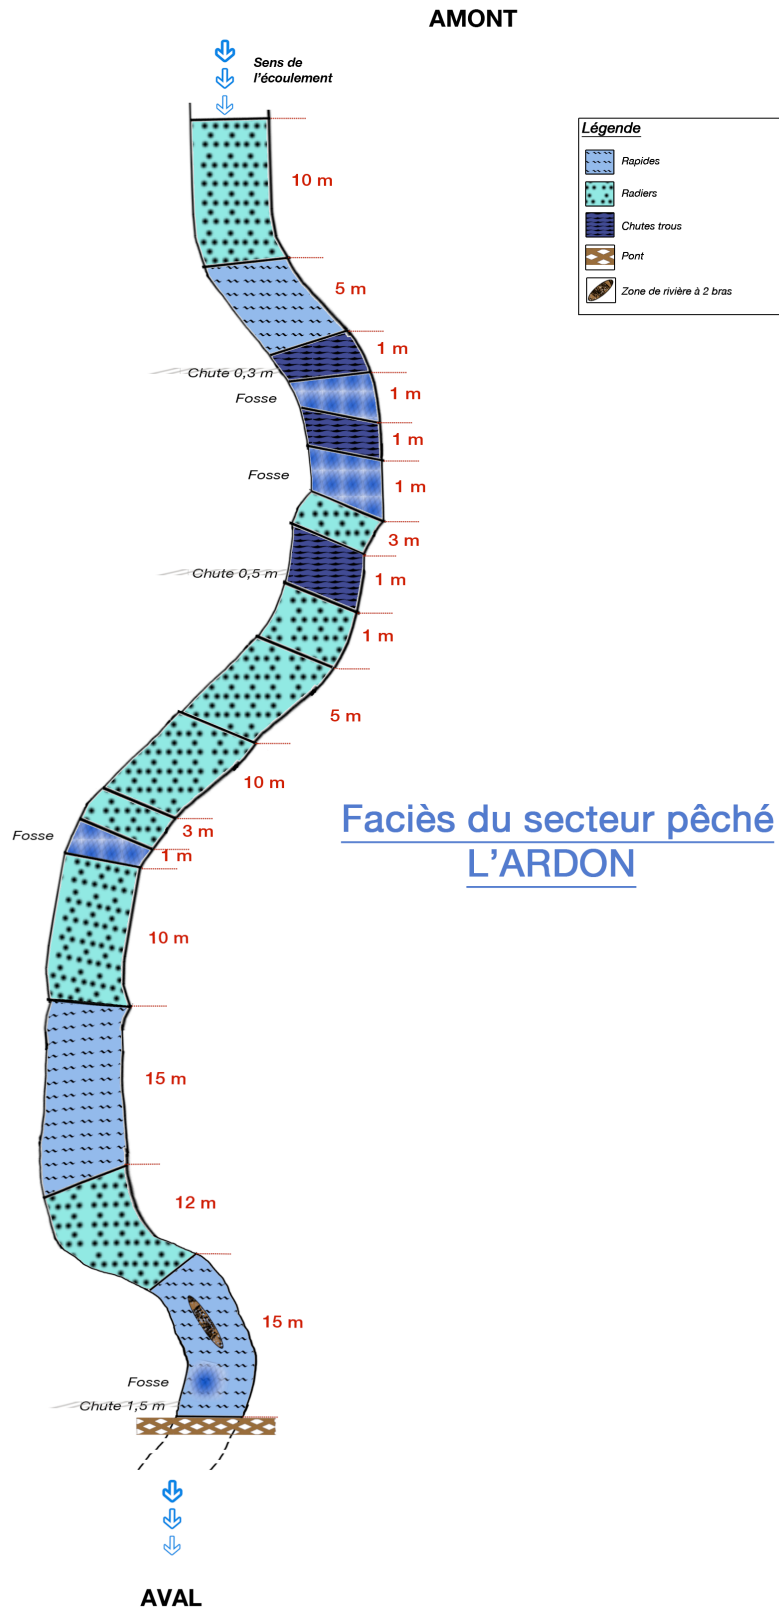 AMONT
Sens de
l'écoulement
Légende
Rapides
Radiers
Chutes trous
Pont
Zone de rivière à 2 bras
10 m
5 m
1 m
Chute 0,3 m
1 m
Fosse
1 m
Fosse
1 m
3 m
Chute 0,5 m
1 m
1 m
5 m
10 m
Faciès du secteur pêché
L'ARDON
3 m
Fosse
1 m
10 m
15 m
12 m
15 m
Fosse
Chute 1,5 m
AVAL